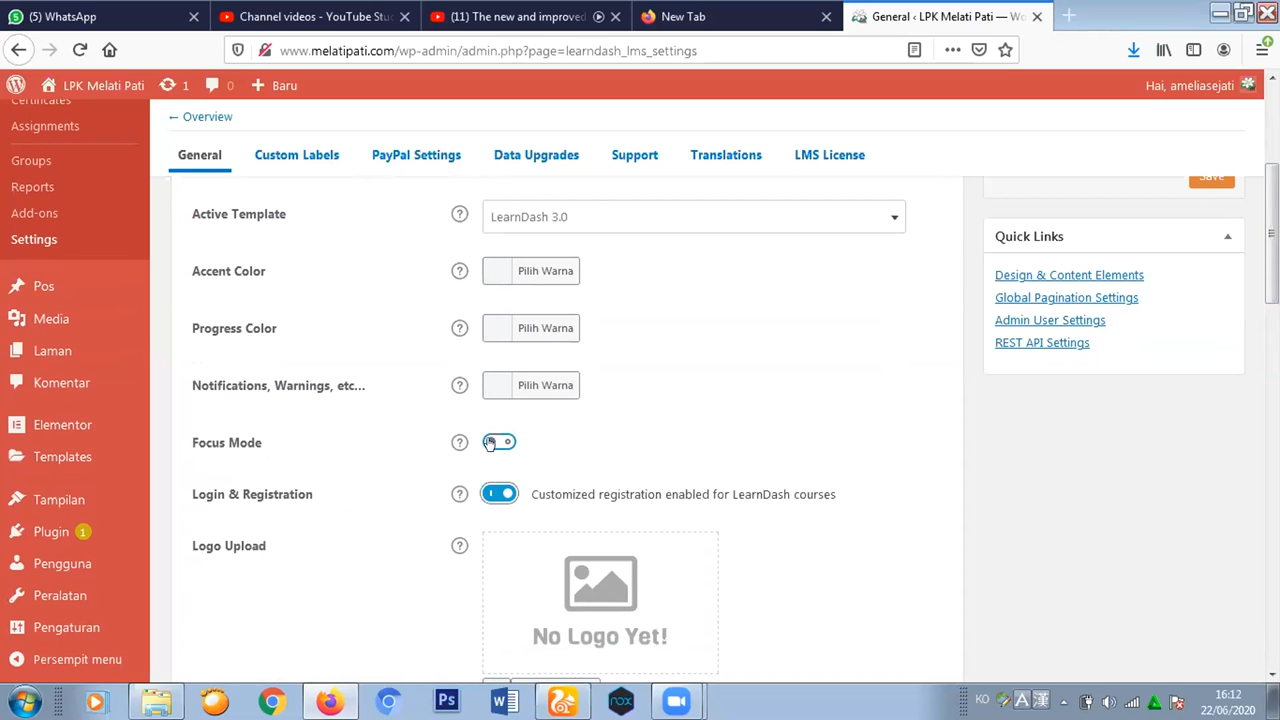 (5) WhatsApp
Channel videos - YouTube Stu
(11) The new and improved
New Tab
General ‹ LPK Melati Pati — Wo
www.melatipati.com/wp-admin/admin.php?page=learndash_lms_settings
LPK Melati Pati
1
0
Baru
Hai, ameliasejati
Certificates
Assignments
Groups
Reports
Add-ons
Settings
Pos
Media
Laman
Komentar
Elementor
Templates
Tampilan
Plugin 1
Pengguna
Peralatan
Pengaturan
Persempit menu
← Overview
General
Custom Labels
PayPal Settings
Data Upgrades
Support
Translations
LMS License
Active Template
LearnDash 3.0
Accent Color
Pilih Warna
Progress Color
Pilih Warna
Notifications, Warnings, etc...
Pilih Warna
Focus Mode
Login & Registration
Customized registration enabled for LearnDash courses
Logo Upload
No Logo Yet!
Save
Quick Links
Design & Content Elements
Global Pagination Settings
Admin User Settings
REST API Settings
Ps
KO
16:12
22/06/2020